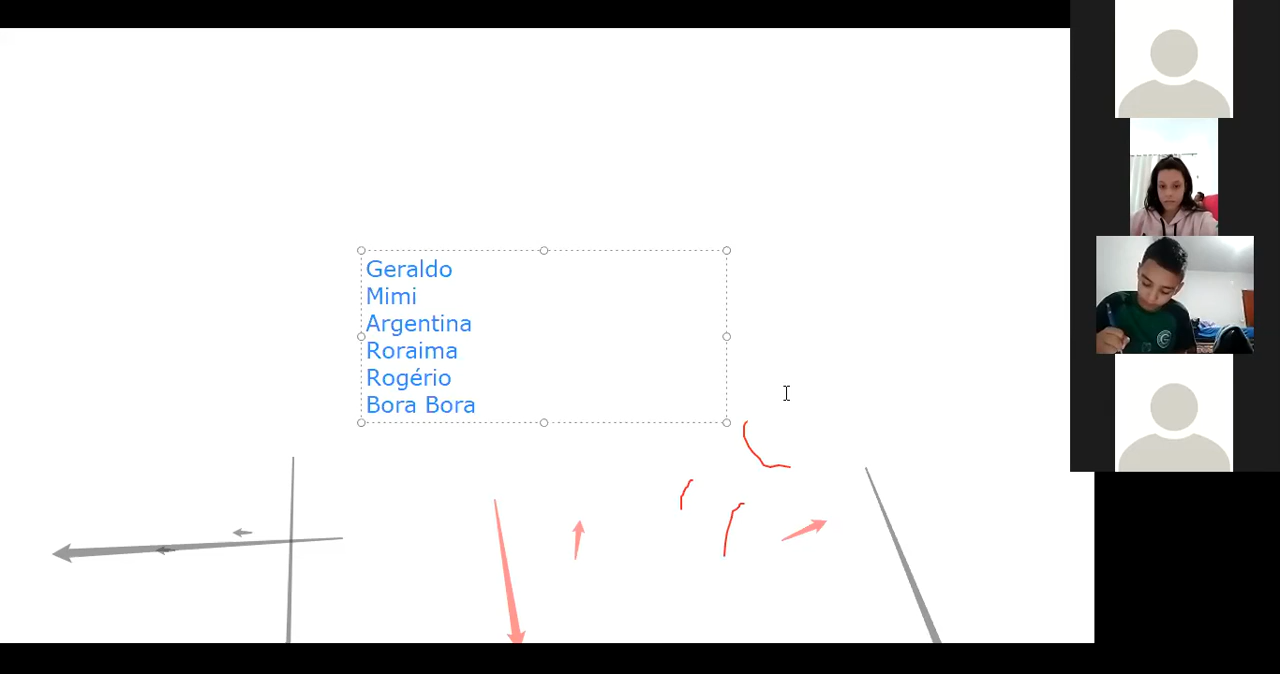 Geraldo
Mimi
Argentina
Roraima
Rogério
Bora Bora